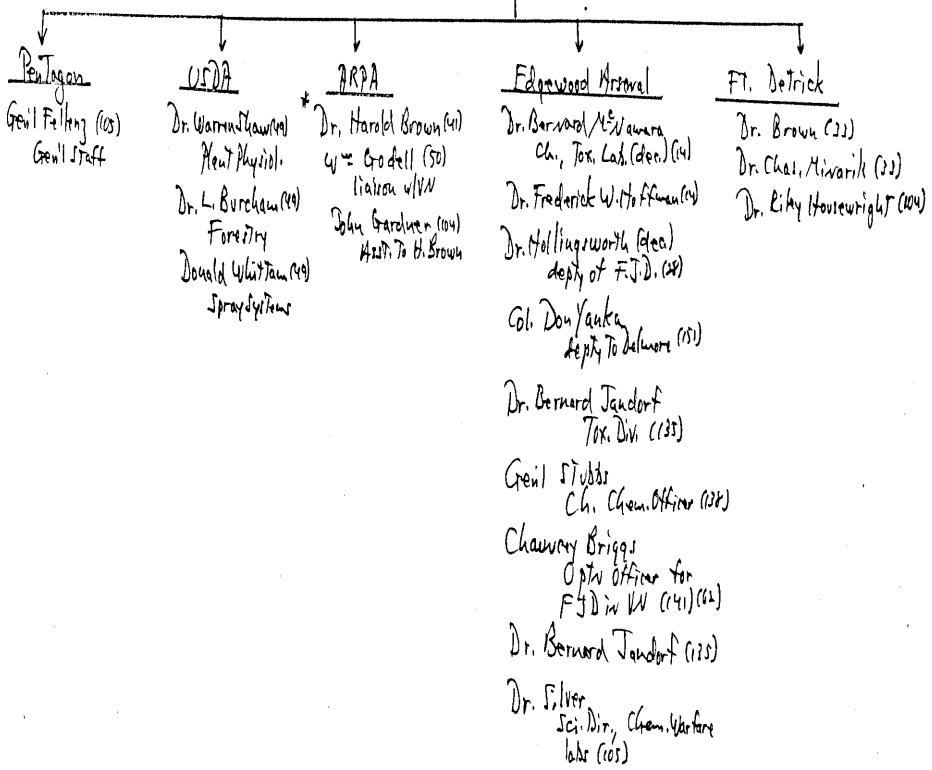 Pentagon
Gen'l Feltenz (105)
Gen'l Staff
USDA
Dr. Warren Shaw (49)
Plant Physiol.
Dr. L. Burcham (49)
Forestry
Donald Whittam (49)
Spray Systems
* ARPA
Dr. Harold Brown (41)
Wm Godell (50)
liaison w/VN
John Gardner (104)
Asst. To H. Brown
Edgewood Arsenal
Dr. Bernard McNamara
Ch., Tox. Lab. (dec.) (14)
Dr. Frederick W. Hoffman (14)
Dr. Hollingsworth (dec.)
depty of F.J.D. (28)
Col. Don Yanka
depty To Delmore (151)
Dr. Bernard Jandorf
Tox. Div. (135)
Gen'l Stubbs
Ch. Chem. Officer (138)
Chauncey Briggs
Optn Officer for
FJD in VN (141) (62)
Dr. Bernard Jandorf (135)
Dr. Silver
Sci. Dir., Chem. Warfare
labs (105)
Ft. Detrick
Dr. Brown (33)
Dr. Chas. Minarik (33)
Dr. Riley Housewright (104)